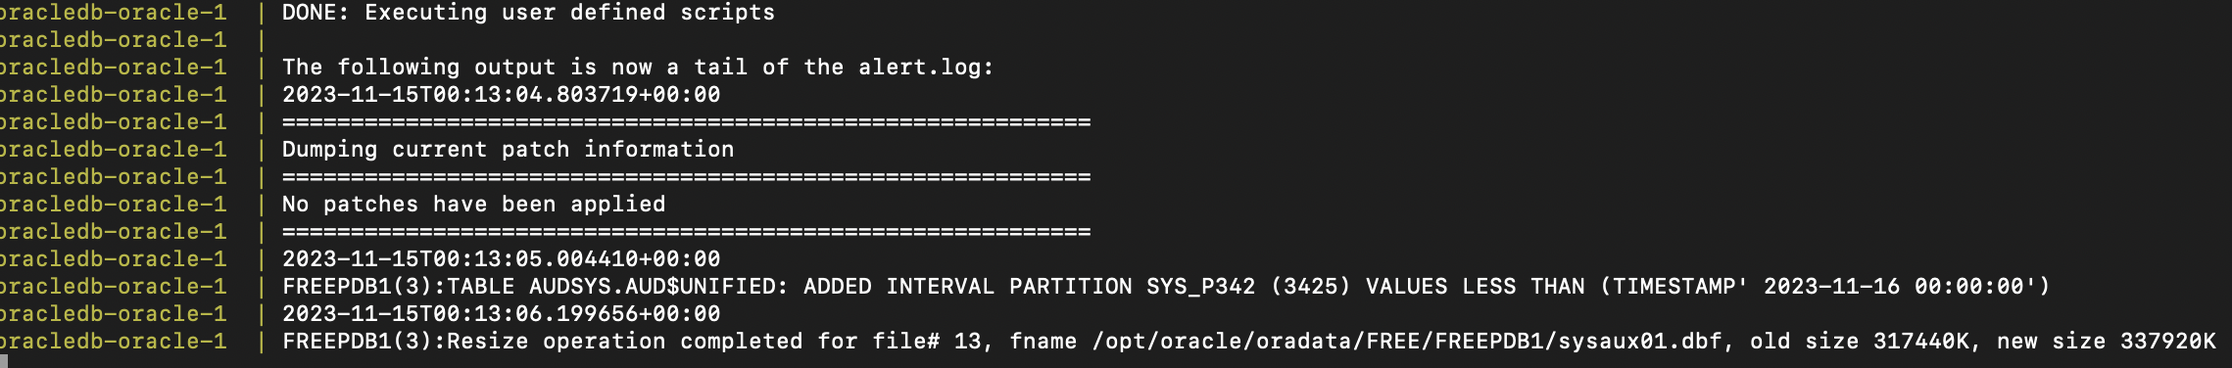 oracledb-oracle-1  | DONE: Executing user defined scripts
oracledb-oracle-1  |
oracledb-oracle-1  | The following output is now a tail of the alert.log:
oracledb-oracle-1  | 2023-11-15T00:13:04.803719+00:00
oracledb-oracle-1  | ===========================================================
oracledb-oracle-1  | Dumping current patch information
oracledb-oracle-1  | ===========================================================
oracledb-oracle-1  | No patches have been applied
oracledb-oracle-1  | ===========================================================
oracledb-oracle-1  | 2023-11-15T00:13:05.004410+00:00
oracledb-oracle-1  | FREEPDB1(3):TABLE AUDSYS.AUD$UNIFIED: ADDED INTERVAL PARTITION SYS_P342 (3425) VALUES LESS THAN (TIMESTAMP' 2023-11-16 00:00:00')
oracledb-oracle-1  | 2023-11-15T00:13:06.199656+00:00
oracledb-oracle-1  | FREEPDB1(3):Resize operation completed for file# 13, fname /opt/oracle/oradata/FREE/FREEPDB1/sysaux01.dbf, old size 317440K, new size 337920K